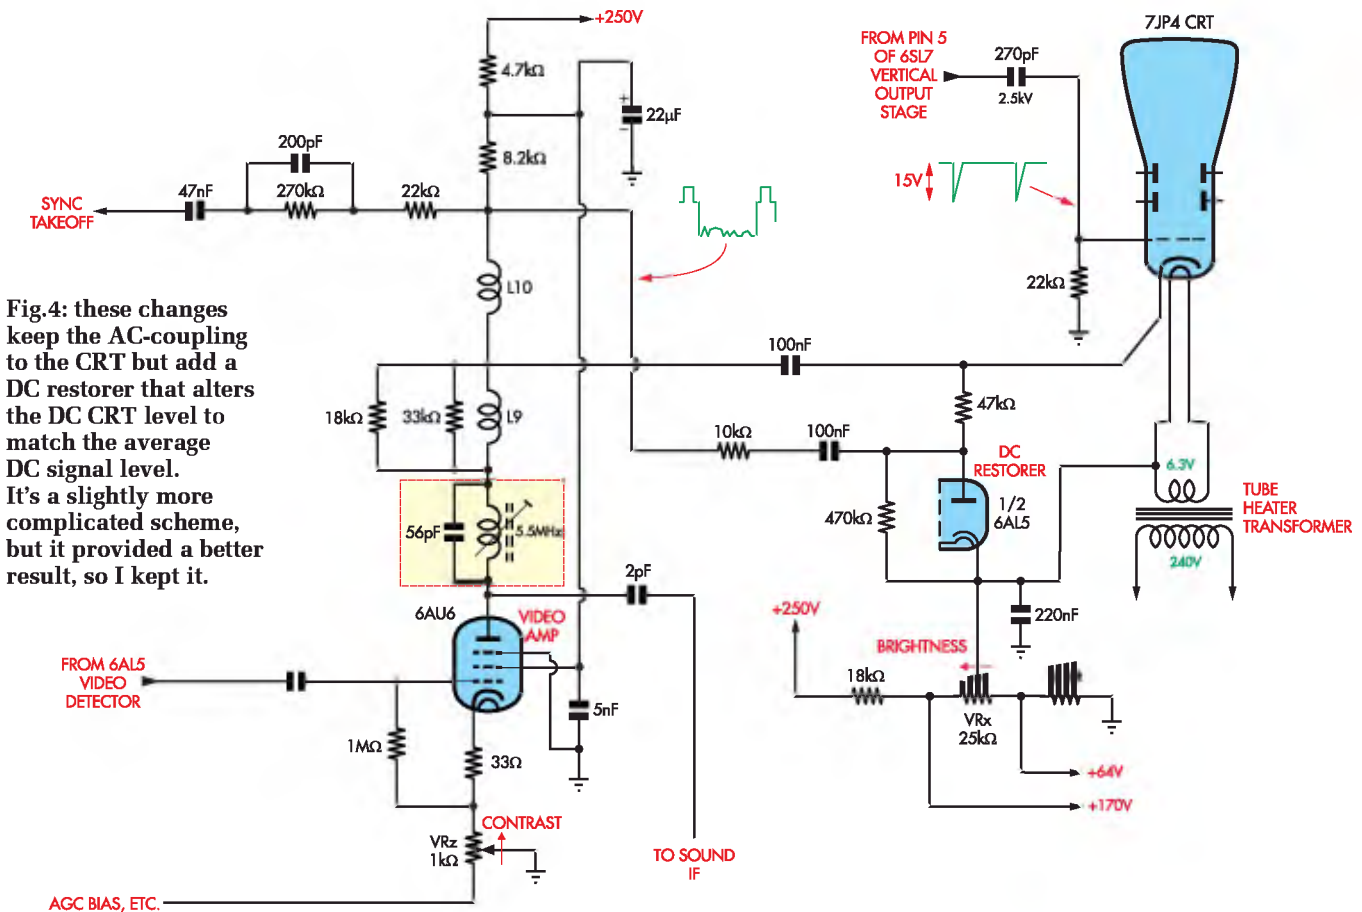 +250V
7JP4 CRT
FROM PIN 5
OF 6SL7
VERTICAL
OUTPUT
STAGE
270pF
2.5kV
4.7kΩ
+
22µF
–
200pF
8.2kΩ
47nF
270kΩ
22kΩ
15V
SYNC
TAKEOFF
22kΩ
L10
Fig.4: these changes
keep the AC-coupling
to the CRT but add a
DC restorer that alters
the DC CRT level to
match the average
DC signal level.
It's a slightly more
complicated scheme,
but it provided a better
result, so I kept it.
100nF
18kΩ
33kΩ
L9
47kΩ
10kΩ
100nF
DC
RESTORER
6.3V
TUBE
HEATER
TRANSFORMER
1/2
6AL5
470kΩ
56pF
5.5MHz
240V
2pF
6AU6
VIDEO
AMP
+250V
220nF
BRIGHTNESS
FROM 6AL5
VIDEO
DETECTOR
18kΩ
VRx
25kΩ
5nF
1MΩ
33Ω
+64V
+170V
CONTRAST
VRz
1kΩ
TO SOUND
IF
AGC BIAS, ETC.